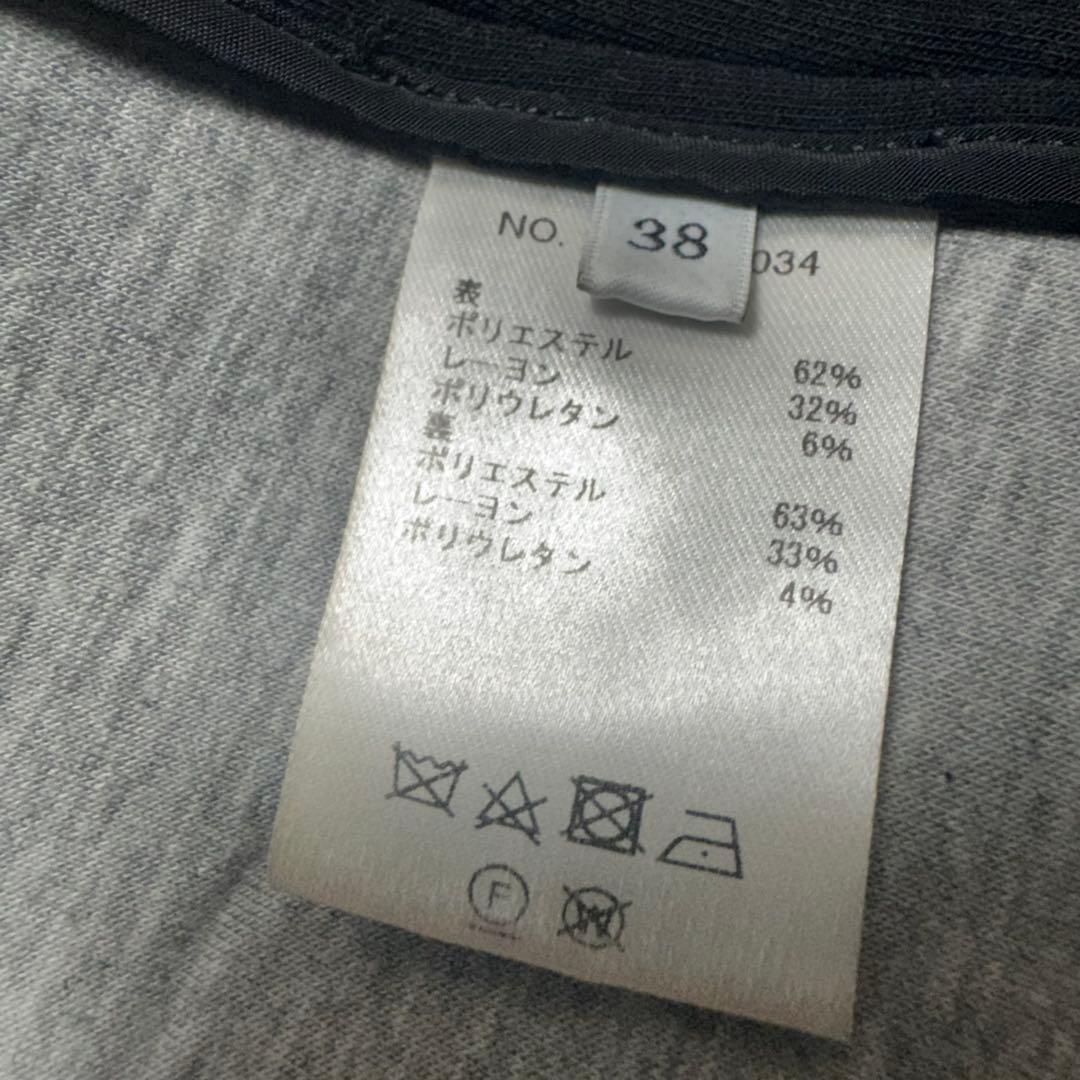 NO. 38 034
表
ポリエステル 62%
レーヨン 32%
ポリウレタン 6%
裏
ポリエステル 63%
レーヨン 33%
ポリウレタン 4%
F W